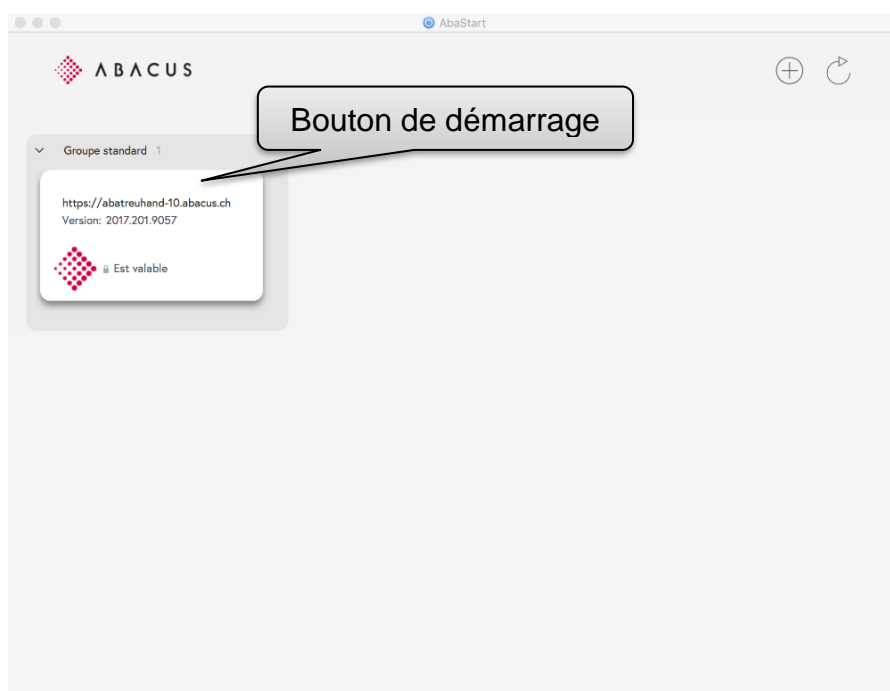 AbaStart
ABACUS
Bouton de démarrage
Groupe standard 1
https://abatreuhand-10.abacus.ch
Version: 2017.201.9057
Est valable